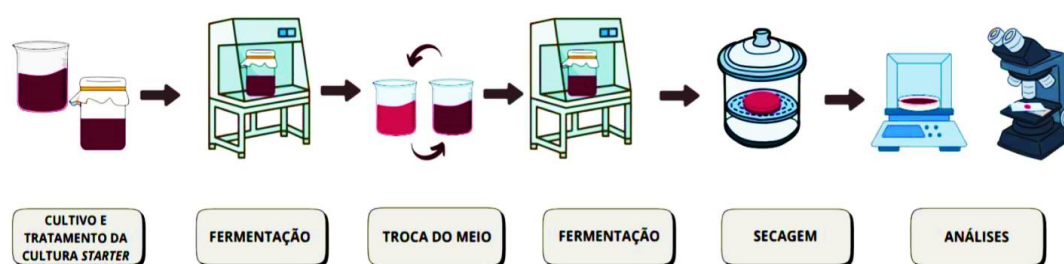 CULTIVO E
TRATAMENTO DA
CULTURA STARTER
FERMENTAÇÃO
TROCA DO MEIO
FERMENTAÇÃO
SECAGEM
ANÁLISES